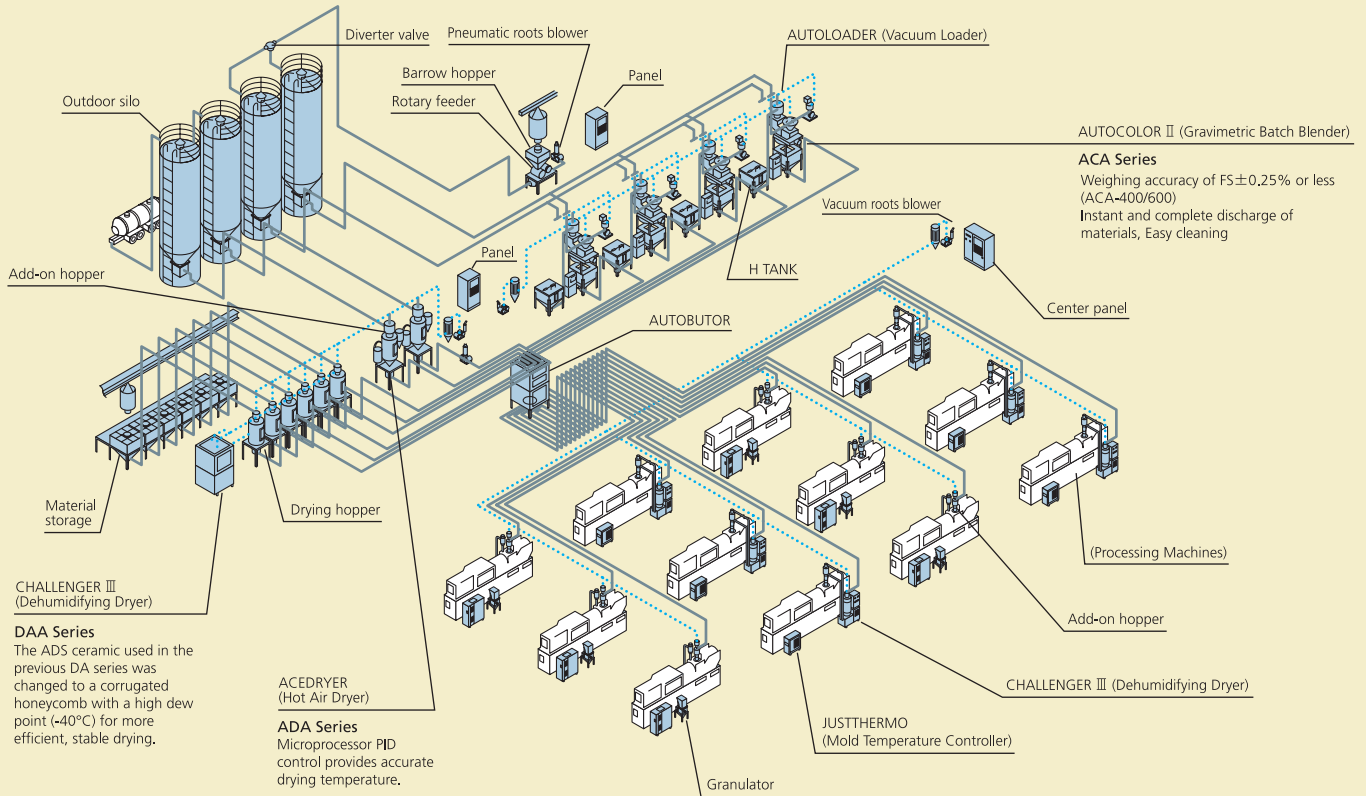 Diverter valve
Pneumatic roots blower
AUTOLOADER (Vacuum Loader)
Barrow hopper
Panel
Outdoor silo
Rotary feeder
AUTOCOLOR Ⅱ (Gravimetric Batch Blender)
ACA Series
Weighing accuracy of FS±0.25% or less
(ACA-400/600)
Instant and complete discharge of
materials, Easy cleaning
Vacuum roots blower
Panel
H TANK
Add-on hopper
Center panel
AUTOBUTOR
Material
storage
Drying hopper
(Processing Machines)
CHALLENGER Ⅲ
(Dehumidifying Dryer)
DAA Series
The ADS ceramic used in the
previous DA series was
changed to a corrugated
honeycomb with a high dew
point (-40°C) for more
efficient, stable drying.
Add-on hopper
ACEDRYER
(Hot Air Dryer)
ADA Series
Microprocessor PID
control provides accurate
drying temperature.
CHALLENGER Ⅲ (Dehumidifying Dryer)
JUSTTHERMO
(Mold Temperature Controller)
Granulator